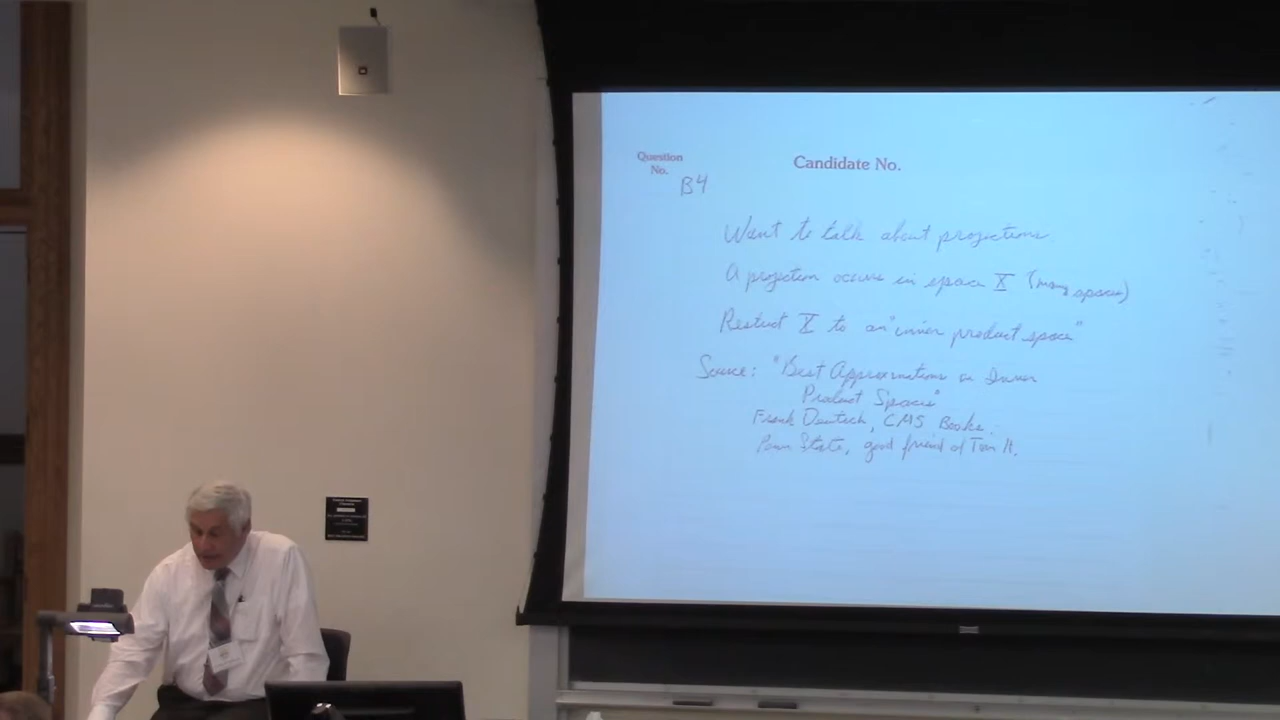 Question
No.
Candidate No.
B4
Want to talk about projections.
A projection occurs in space X (many spaces)
Restrict X to an "inner product space"
Source: "Best Approximation in Inner
Product Spaces"
Frank Deutsch, CMS Books.
Penn State, good friend of Tom H.